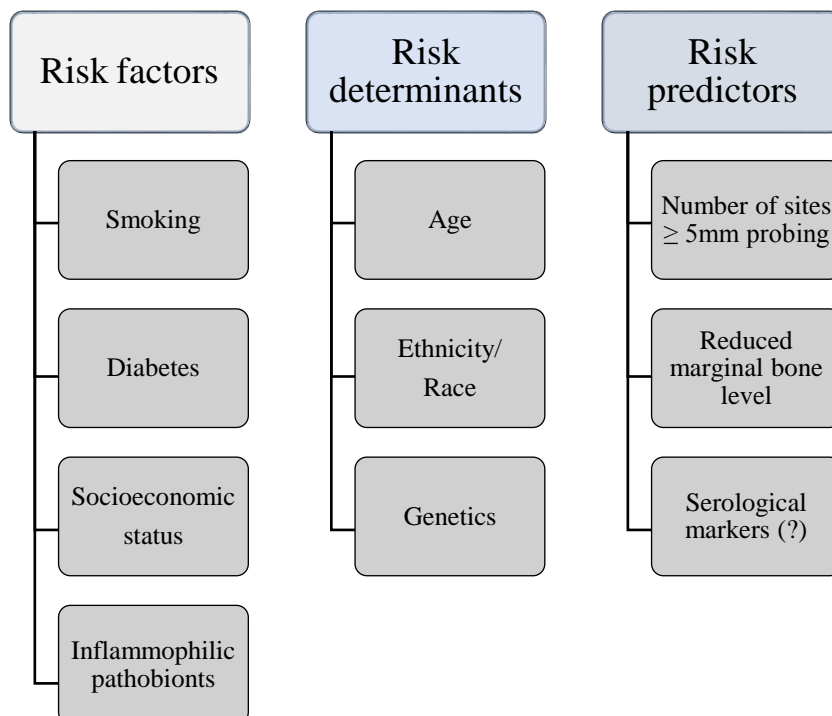 Risk factors
Smoking
Diabetes
Socioeconomic
status
Inflammophilic
pathobionts
Risk
determinants
Age
Ethnicity/
Race
Genetics
Risk
predictors
Number of sites
≥ 5mm probing
Reduced
marginal bone
level
Serological
markers (?)